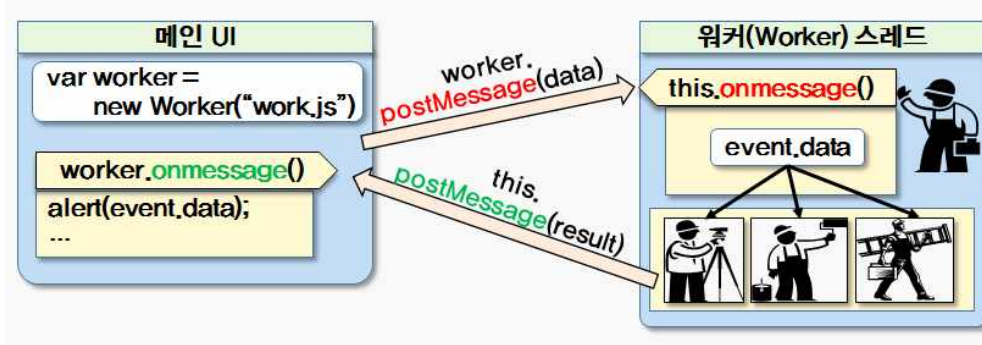 메인 UI
var worker =
new Worker("work.js")
worker.onmessage()
alert(event.data);
...
worker.
postMessage(data)
this.
postMessage(result)
워커(Worker) 스레드
this.onmessage()
event.data